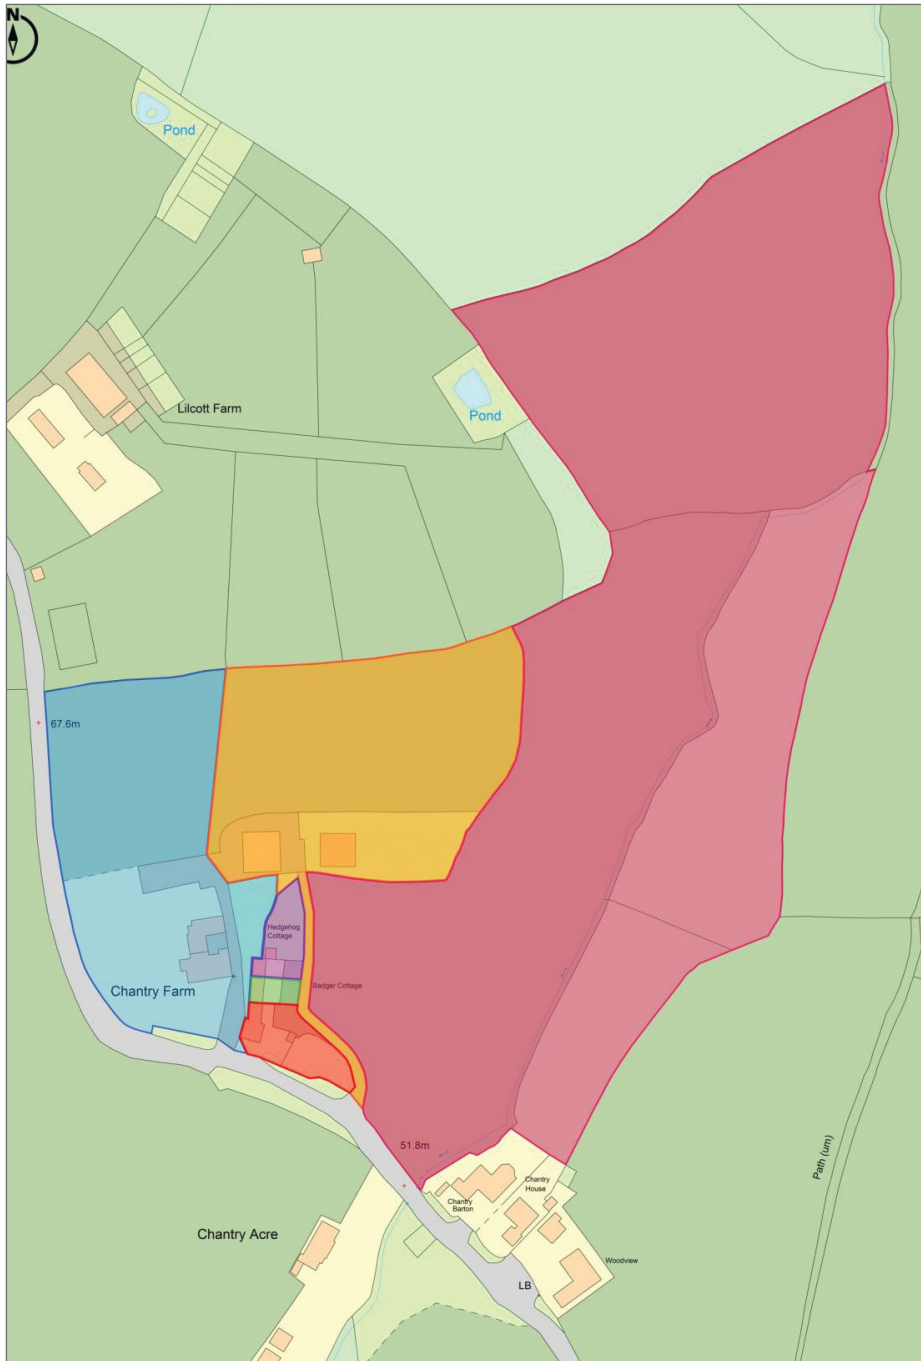 N
Pond
Pond
Lilcott Farm
67.6m
Hedgehog
Cottage
Badger Cottage
Chantry Farm
51.8m
Chantry
House
Chantry
Barton
Path (um)
Chantry Acre
Woodview
LB